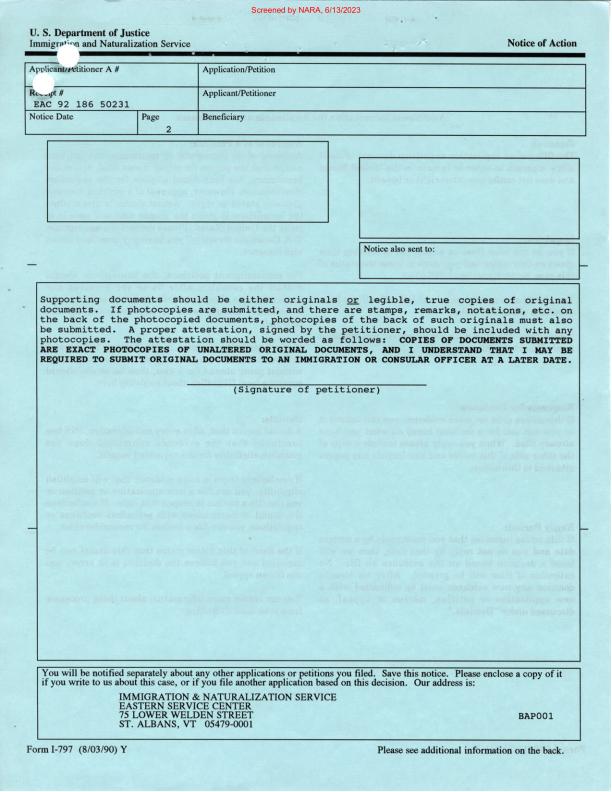 Screened by NARA, 6/13/2023
U. S. Department of Justice
Immigration and Naturalization Service
Notice of Action
Applicant/Petitioner A #
Application/Petition
Receipt #
EAC 92 186 50231
Applicant/Petitioner
Notice Date
Page
2
Beneficiary
Notice also sent to:
Supporting documents should be either originals or legible, true copies of original
documents. If photocopies are submitted, and there are stamps, remarks, notations, etc. on
the back of the photocopied documents, photocopies of the back of such originals must also
be submitted. A proper attestation, signed by the petitioner, should be included with any
photocopies. The attestation should be worded as follows: COPIES OF DOCUMENTS SUBMITTED
ARE EXACT PHOTOCOPIES OF UNALTERED ORIGINAL DOCUMENTS, AND I UNDERSTAND THAT I MAY BE
REQUIRED TO SUBMIT ORIGINAL DOCUMENTS TO AN IMMIGRATION OR CONSULAR OFFICER AT A LATER DATE.
(Signature of petitioner)
You will be notified separately about any other applications or petitions you filed. Save this notice. Please enclose a copy of it
if you write to us about this case, or if you file another application based on this decision. Our address is:
IMMIGRATION & NATURALIZATION SERVICE
EASTERN SERVICE CENTER
75 LOWER WELDEN STREET
ST. ALBANS, VT 05479-0001
BAP001
Form I-797 (8/03/90) Y
Please see additional information on the back.